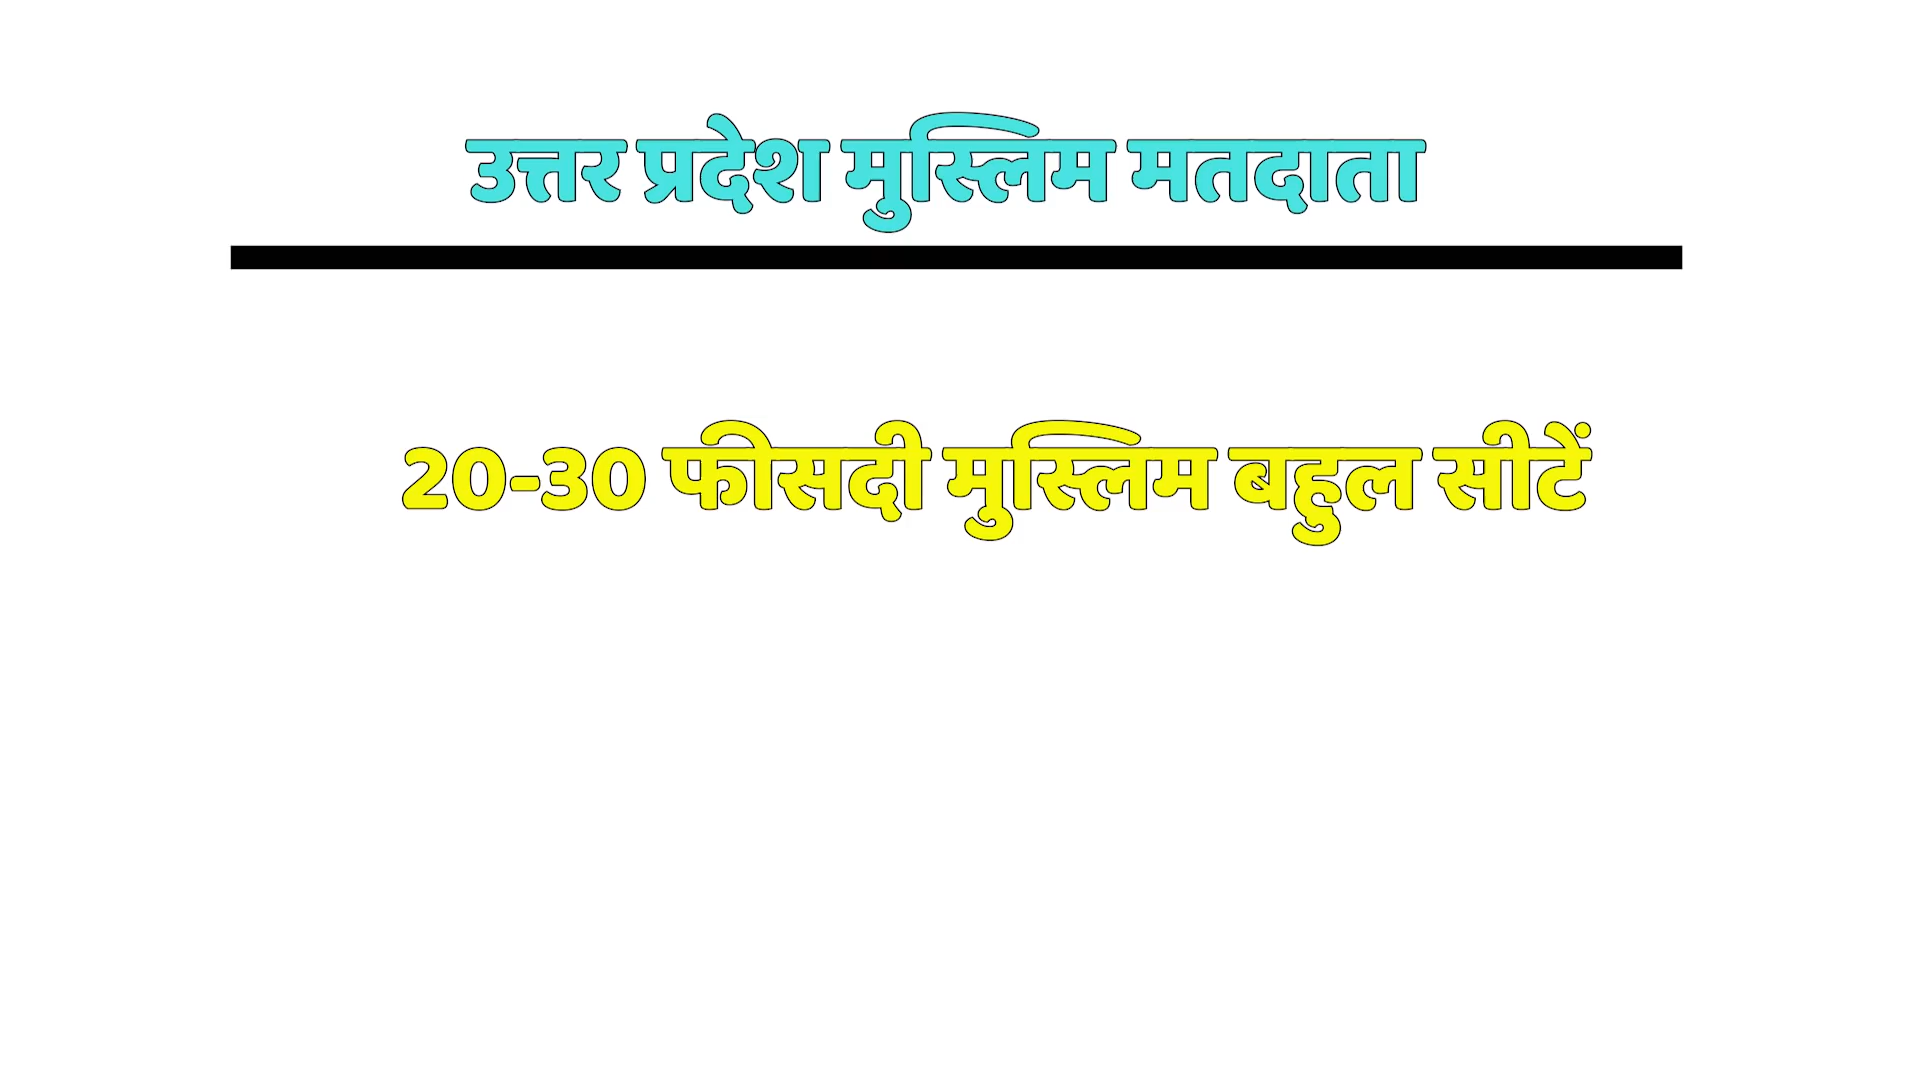 उत्तर प्रदेश मुस्लिम मतदाता
20-30 फीसदी मुस्लिम बहुल सीटें